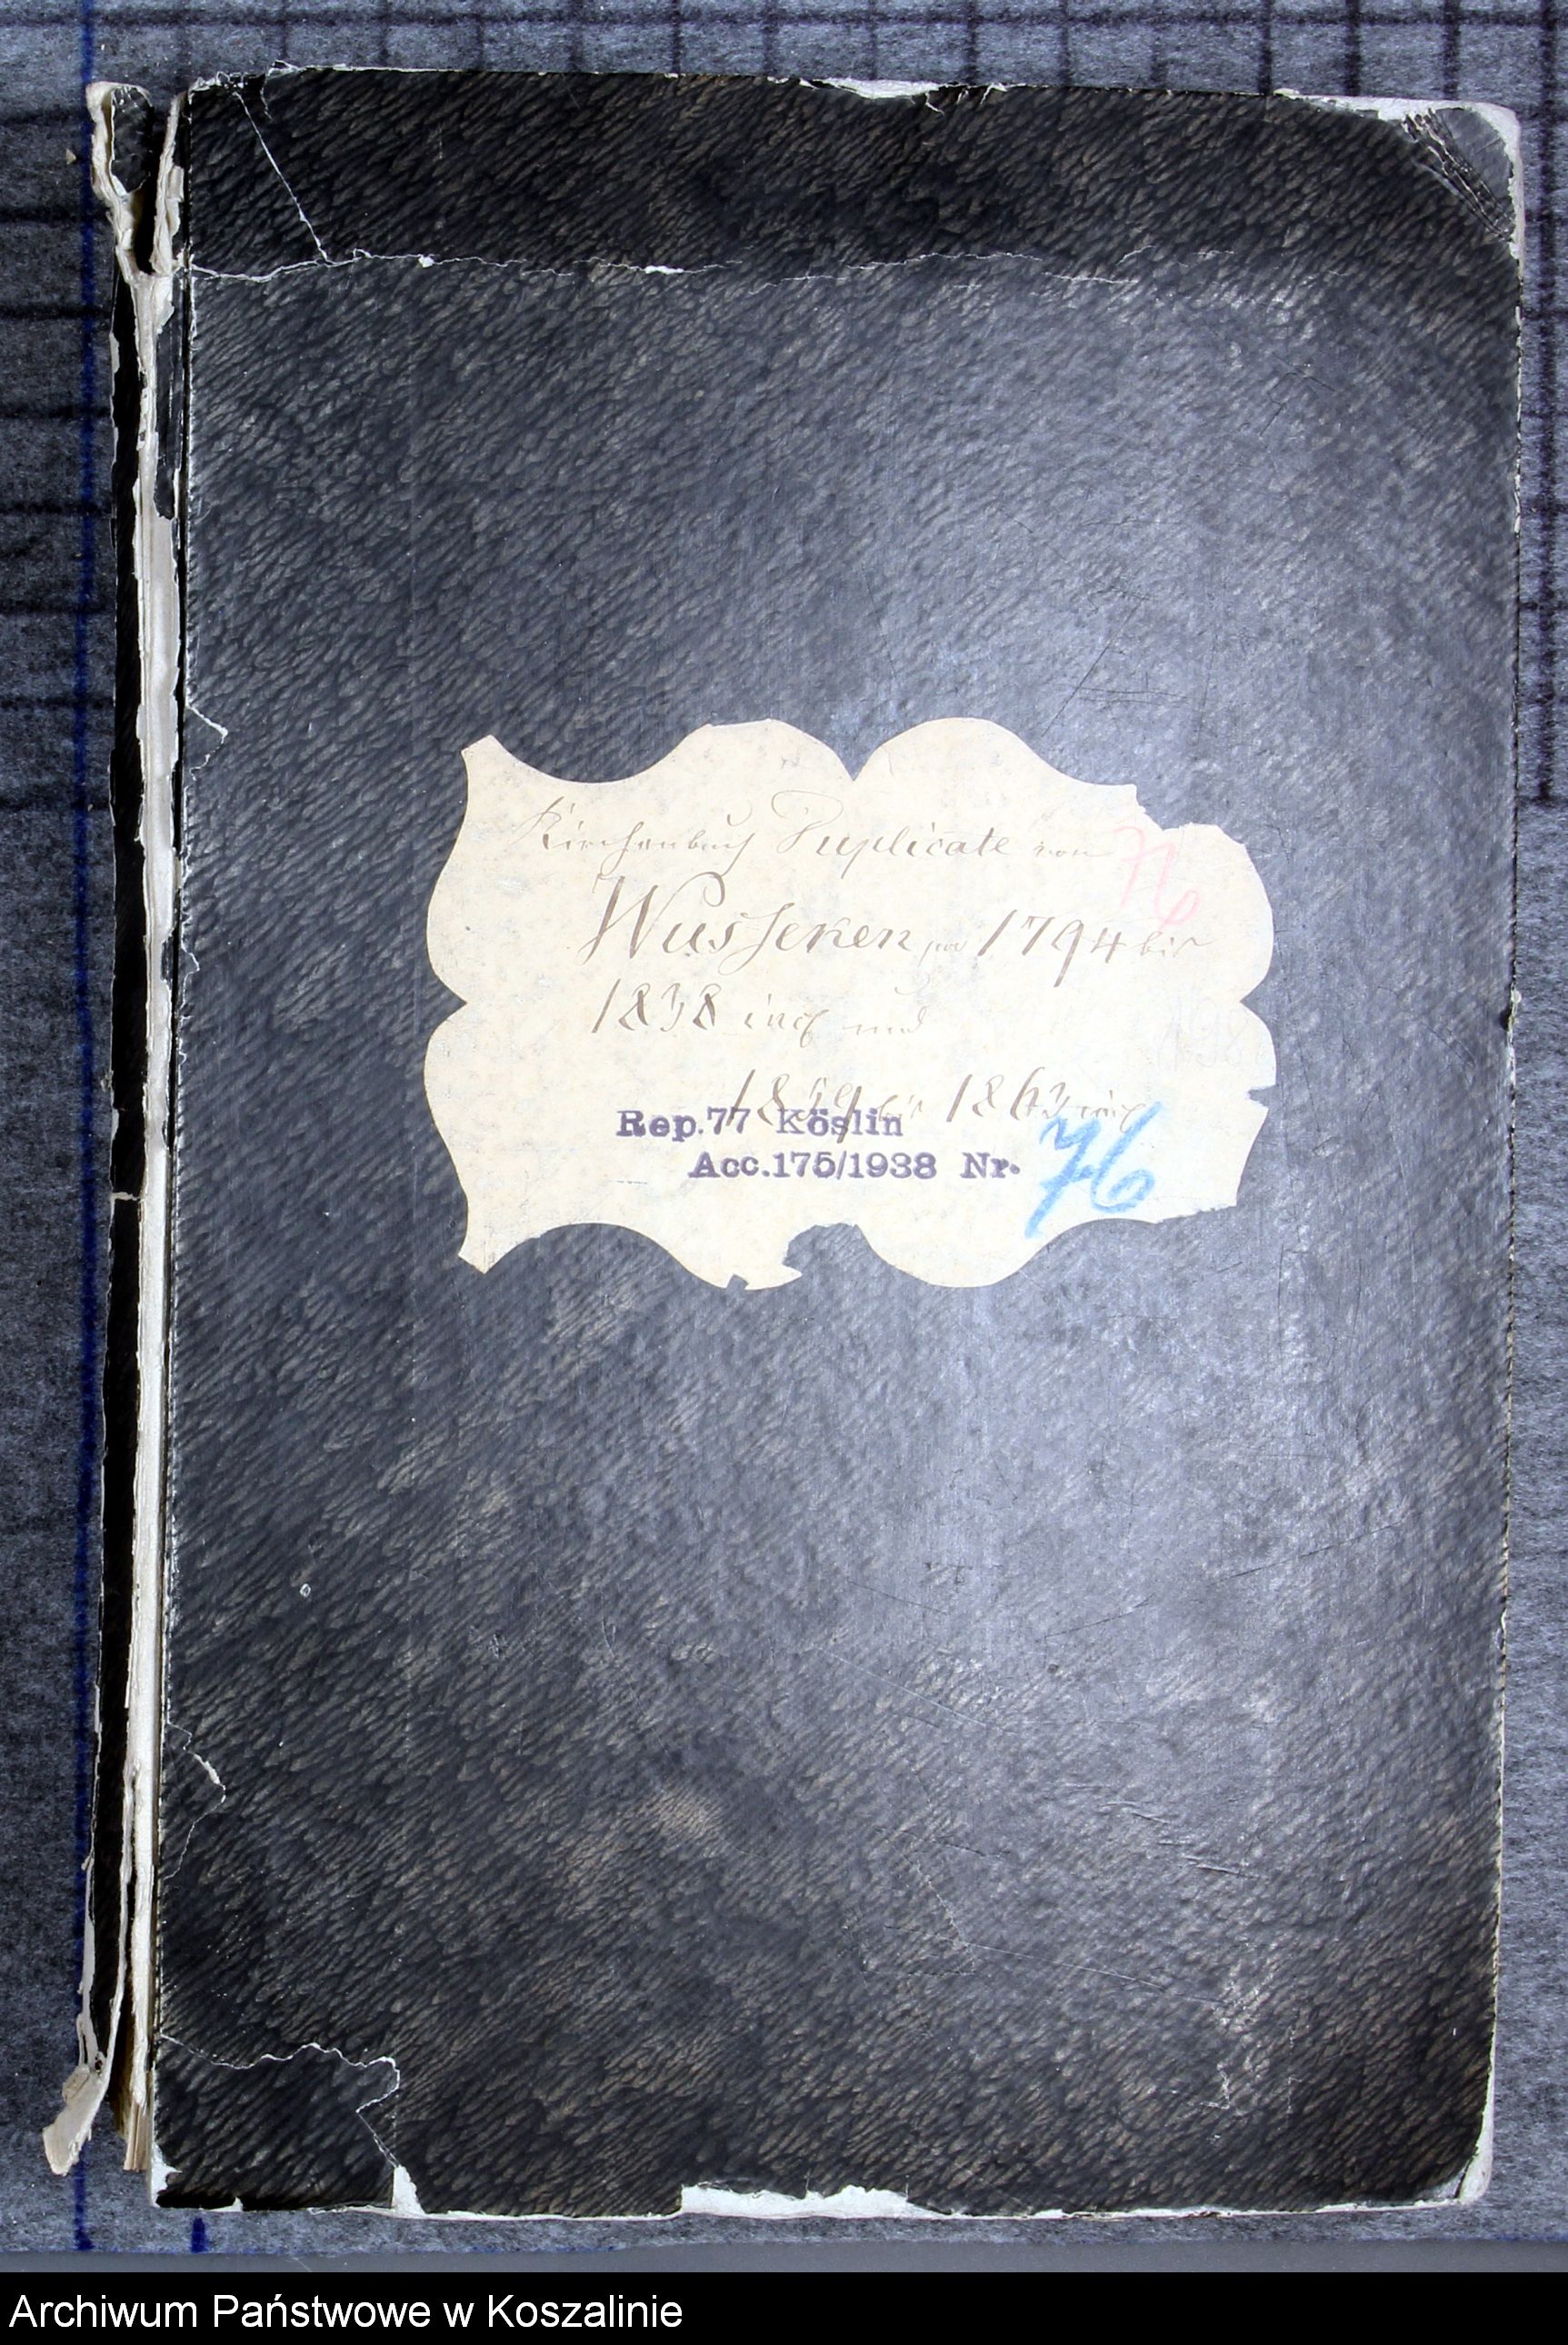 Kirchenbuch Duplicate von
76
Wusseken pro 1794 bis
1838 incl und
1859 bis 1863 incl
Rep.77 Köslin
Acc.175/1938 Nr. 76
Archiwum Państwowe w Koszalinie